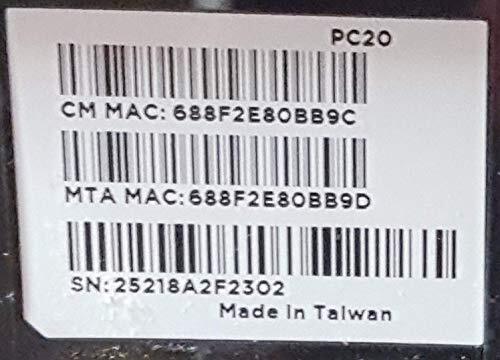 PC20
CM MAC:688F2E80BB9C
MTA MAC:688F2E80BB9D
SN:25218A2F2302
Made In Taiwan